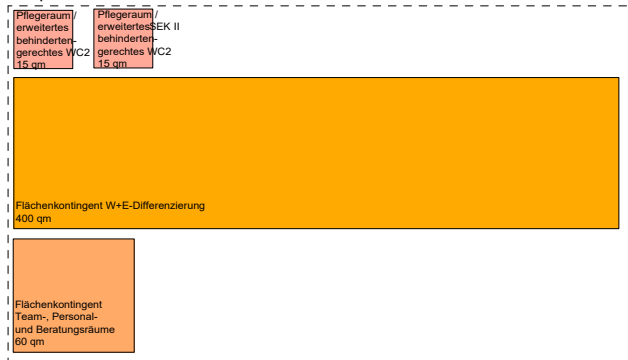 Pflegeraum /
erweitertes
behinderten-
gerechtes WC2
15 qm
Pflegeraum /
erweitertes
behinderten-
gerechtes WC2
15 qm
SEK II
Flächenkontingent W+E-Differenzierung
400 qm
Flächenkontingent
Team-, Personal-
und Beratungsräume
60 qm